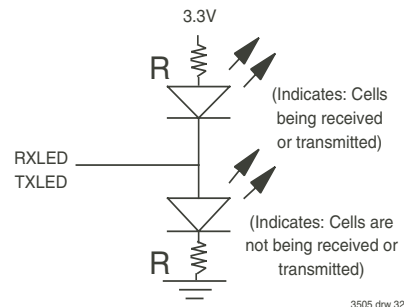 3.3V
R
(Indicates: Cells
being received
or transmitted)
RXLED
TXLED
(Indicates: Cells are
not being received or
transmitted)
R
3505 drw 32